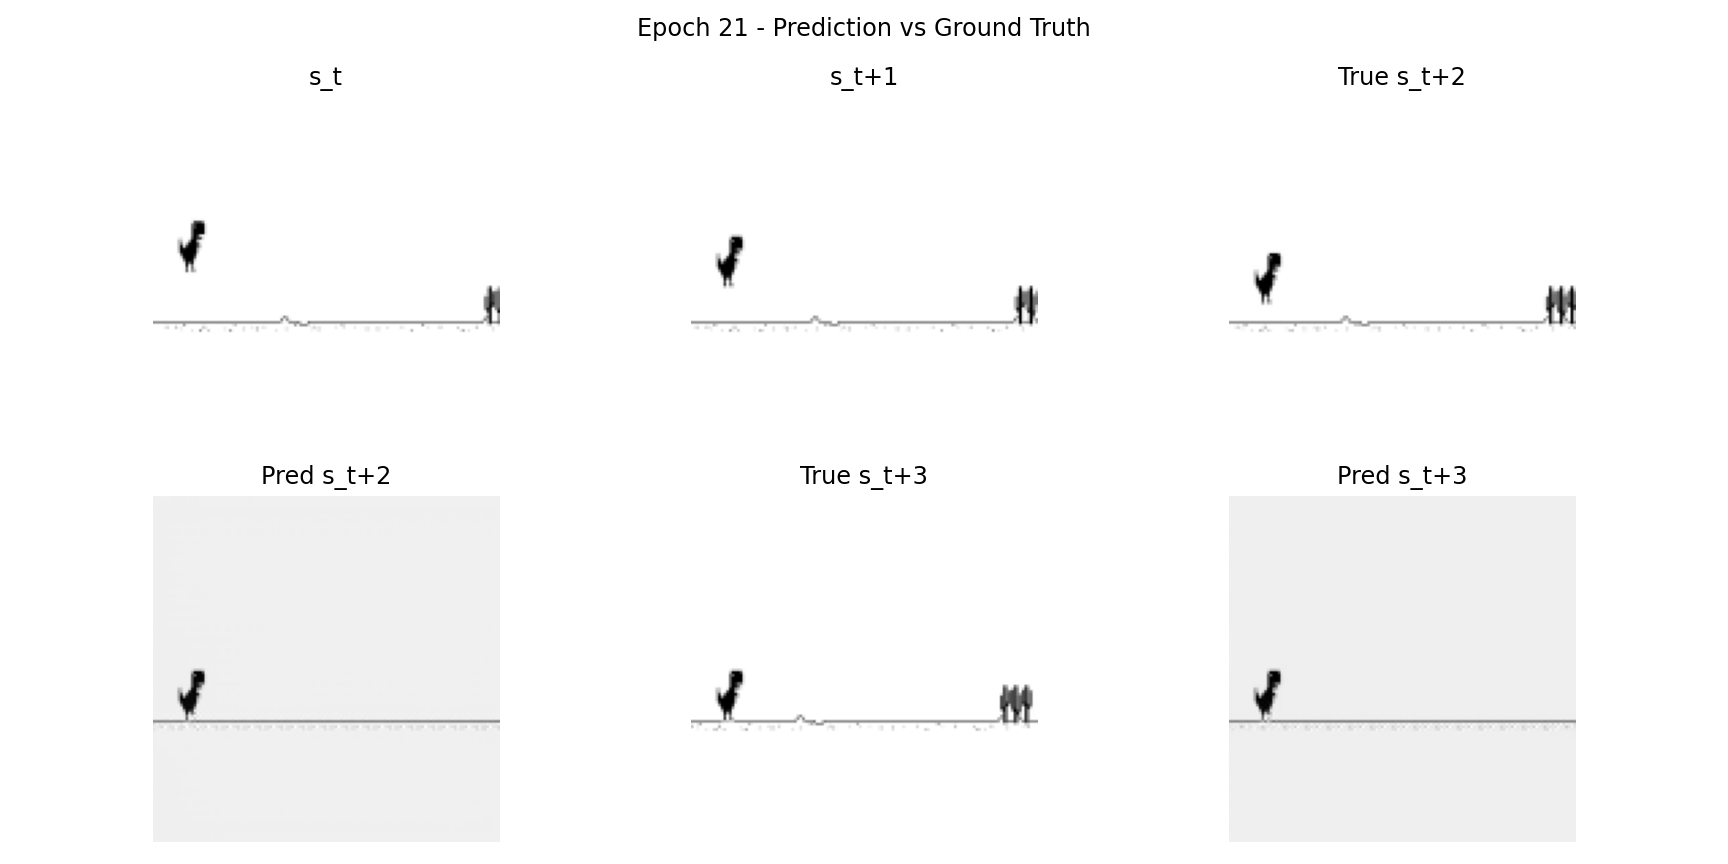 Epoch 21 - Prediction vs Ground Truth
s_t
s_t+1
True s_t+2
Pred s_t+2
True s_t+3
Pred s_t+3